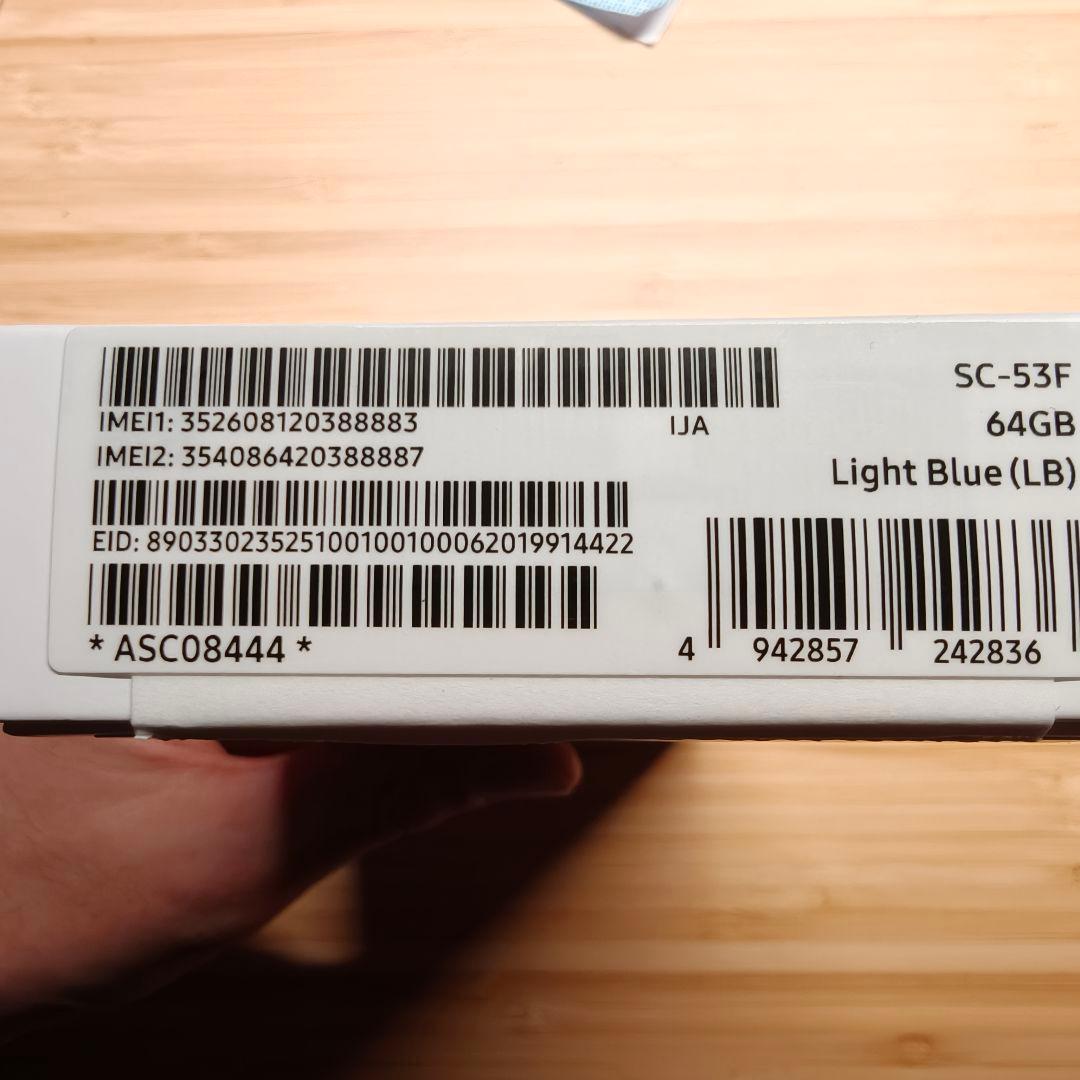 IMEI1: 352608120388883
IJA
IMEI2: 354086420388887
EID: 89033023525100100100062019914422
* ASC08444 *
SC-53F
64GB
Light Blue (LB)
4 942857 242836